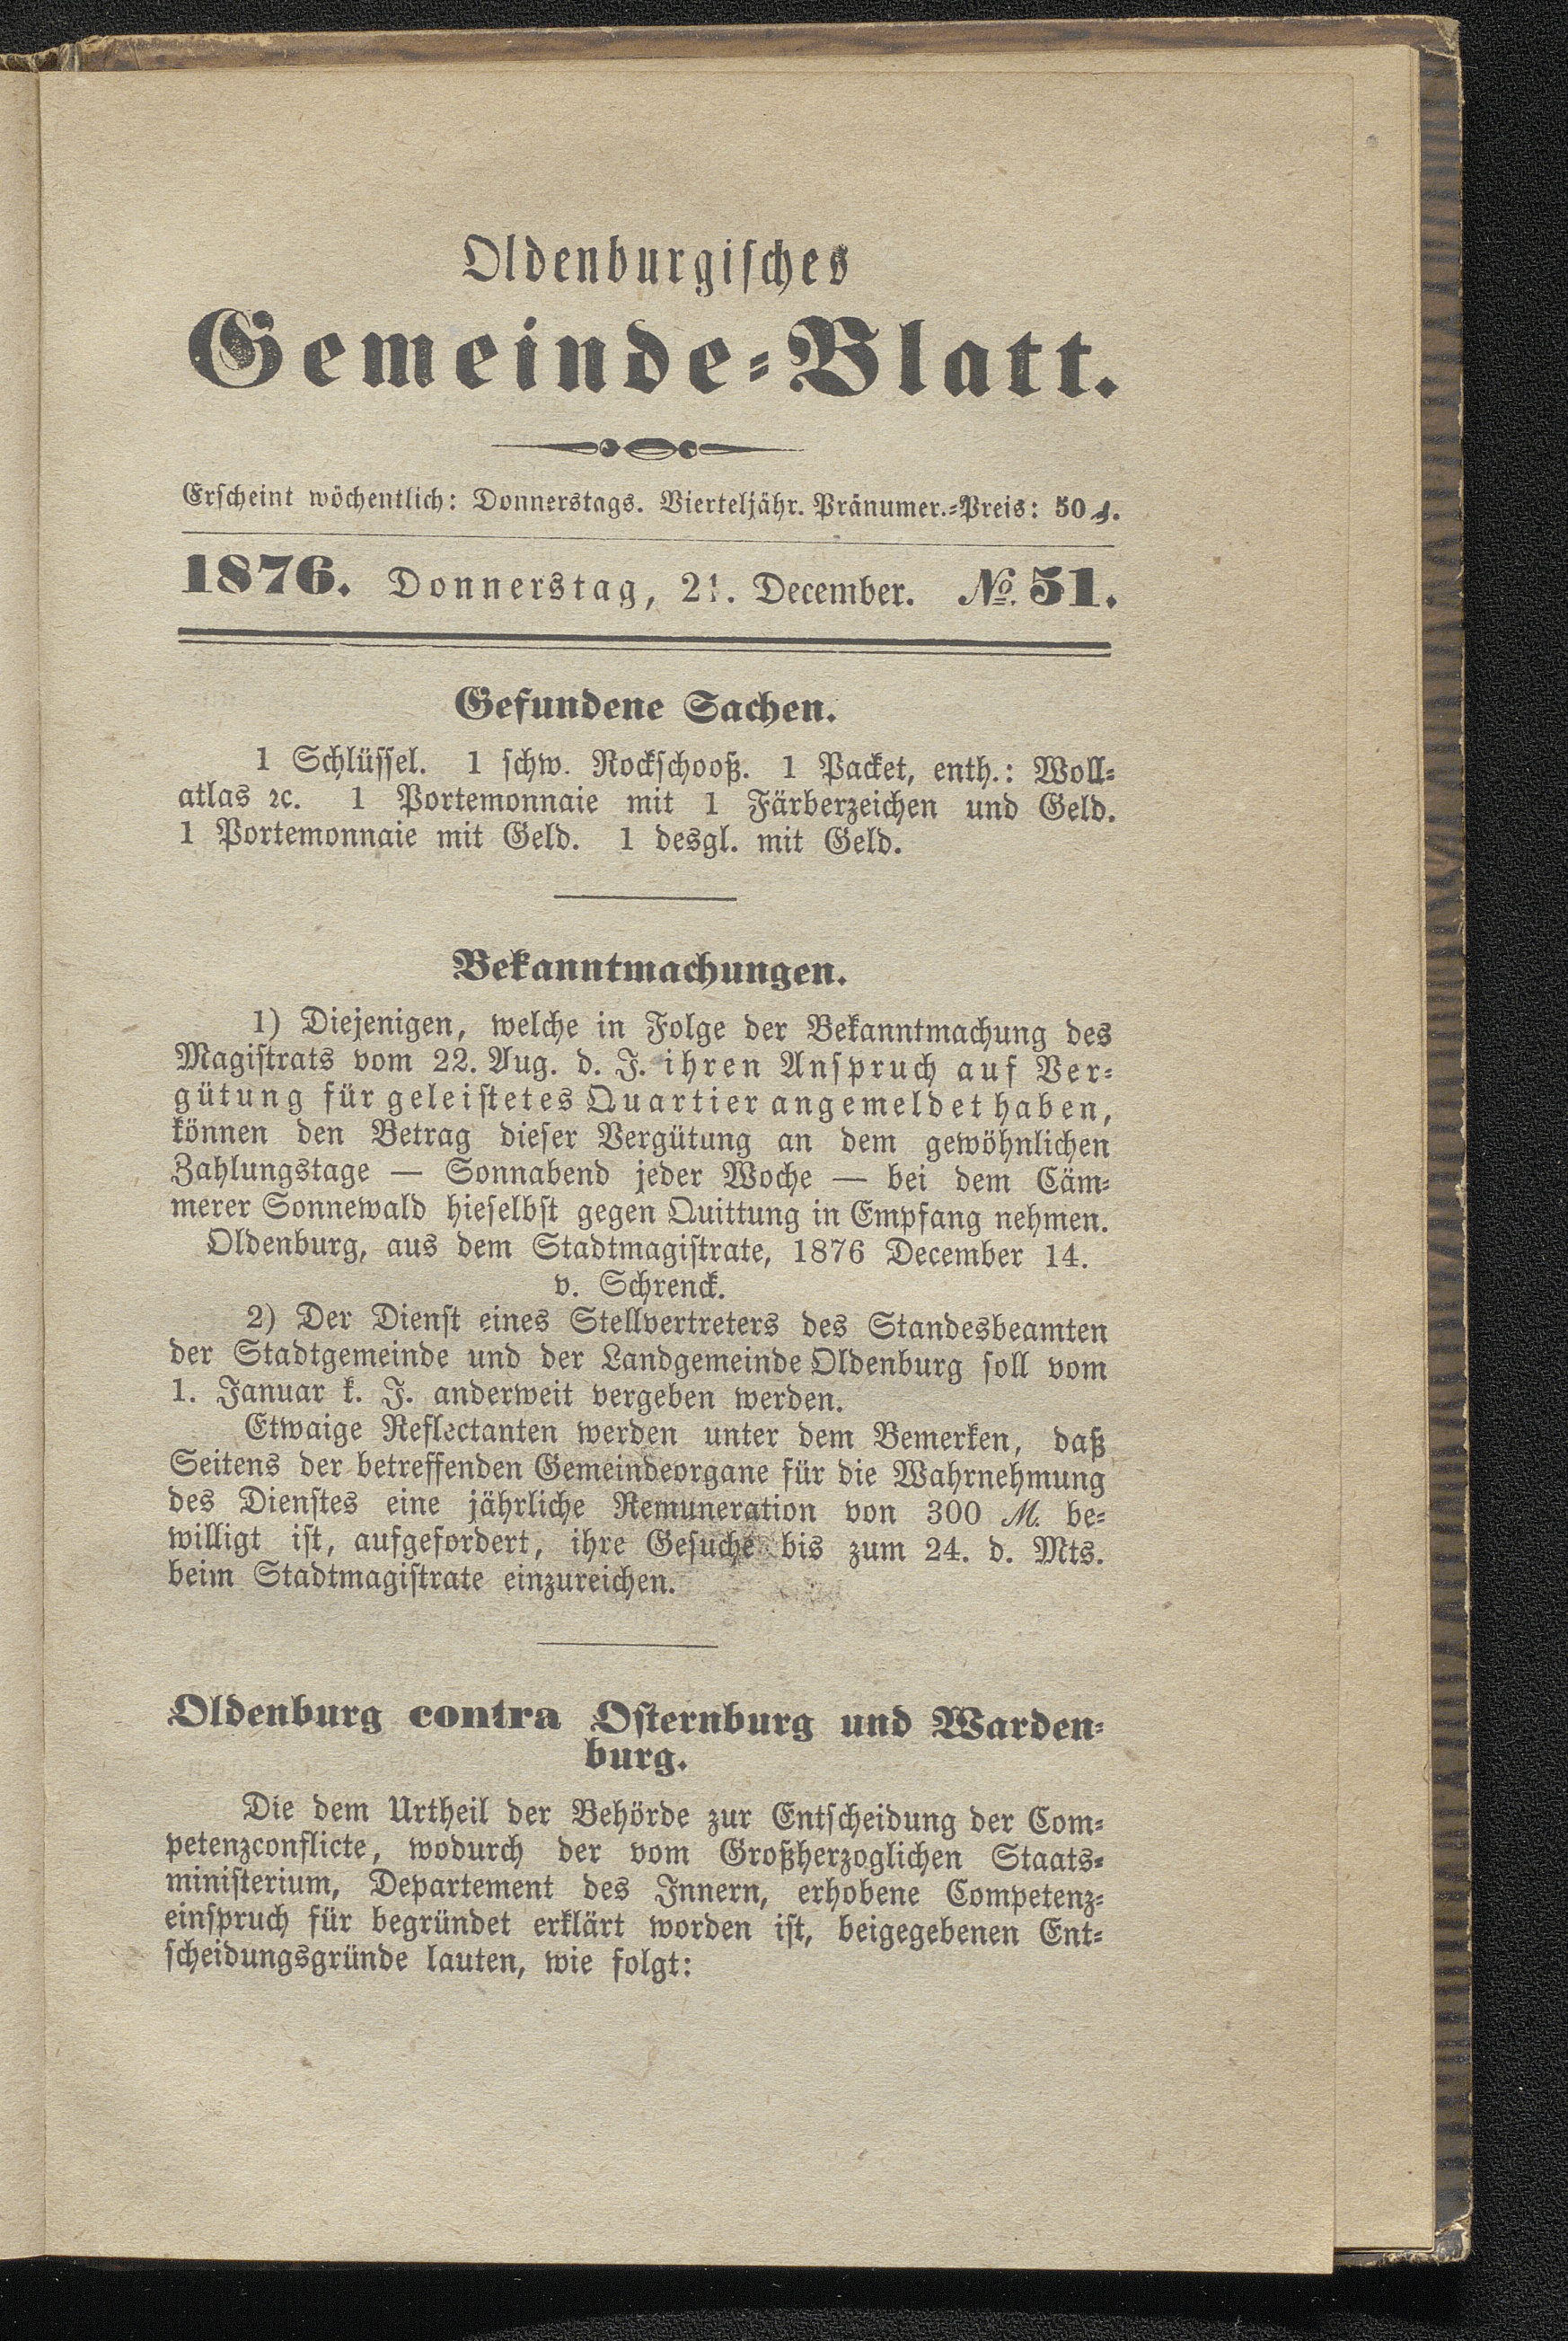 Oldenburgisches
Gemeinde-Blatt.
Erscheint wöchentlich: Donnerstags. Vierteljähr. Pränumer.-Preis: 50 ₰.
1876. Donnerstag, 21. December. No. 51.
Gefundene Sachen.
1 Schlüssel. 1 schw. Rockschooß. 1 Packet, enth.: Woll-
atlas ꝛc. 1 Portemonnaie mit 1 Färberzeichen und Geld.
1 Portemonnaie mit Geld. 1 desgl. mit Geld.
Bekanntmachungen.
1) Diejenigen, welche in Folge der Bekanntmachung des
Magistrats vom 22. Aug. d. J. ihren Anspruch auf Ver-
gütung für geleistetes Quartier angemeldet haben,
können den Betrag dieser Vergütung an dem gewöhnlichen
Zahlungstage — Sonnabend jeder Woche — bei dem Cäm-
merer Sonnewald hieselbst gegen Quittung in Empfang nehmen.
Oldenburg, aus dem Stadtmagistrate, 1876 December 14.
v. Schrenck.
2) Der Dienst eines Stellvertreters des Standesbeamten
der Stadtgemeinde und der Landgemeinde Oldenburg soll vom
1. Januar k. J. anderweit vergeben werden.
Etwaige Reflectanten werden unter dem Bemerken, daß
Seitens der betreffenden Gemeindeorgane für die Wahrnehmung
des Dienstes eine jährliche Remuneration von 300 M. be-
willigt ist, aufgefordert, ihre Gesuche bis zum 24. d. Mts.
beim Stadtmagistrate einzureichen.
Oldenburg contra Osternburg und Warden-
burg.
Die dem Urtheil der Behörde zur Entscheidung der Com-
petenzconflicte, wodurch der vom Großherzoglichen Staats-
ministerium, Departement des Innern, erhobene Competenz-
einspruch für begründet erklärt worden ist, beigegebenen Ent-
scheidungsgründe lauten, wie folgt: